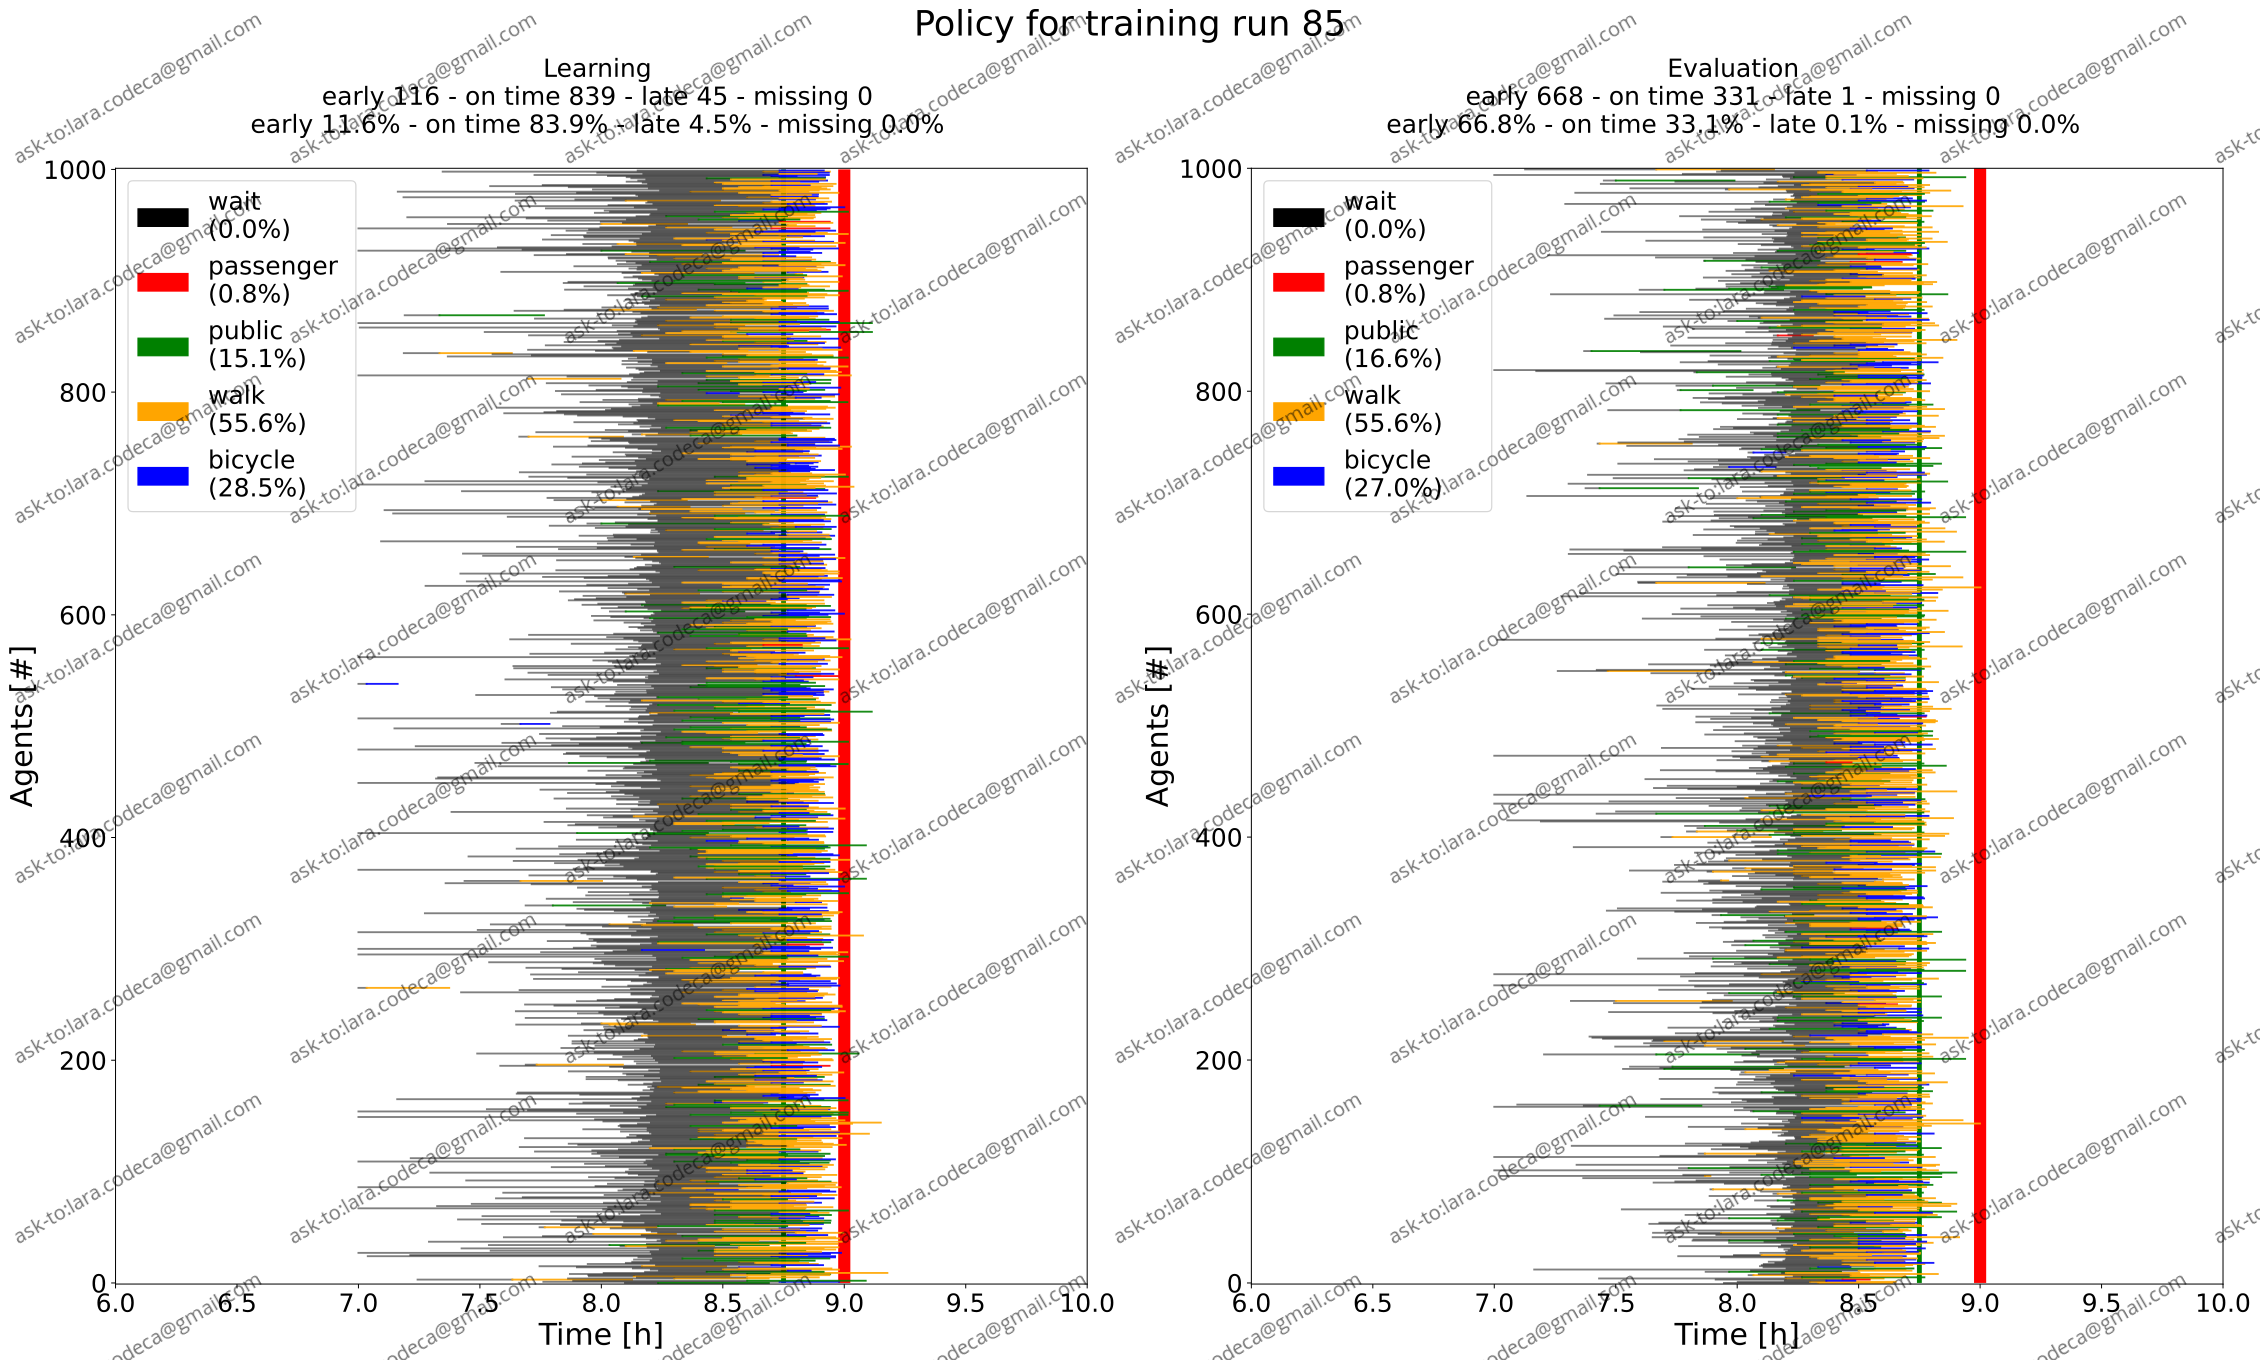 Policy for training run 85
Learning
early 116 - on time 839 - late 45 - missing 0
early 11.6% - on time 83.9% - late 4.5% - missing 0.0%
1000
800
600
400
200
0
Agents [#]
wait
(0.0%)
passenger
(0.8%)
public
(15.1%)
walk
(55.6%)
bicycle
(28.5%)
6.0 6.5 7.0 7.5 8.0 8.5 9.0 9.5 10.0
Time [h]
Evaluation
early 668 - on time 331 - late 1 - missing 0
early 66.8% - on time 33.1% - late 0.1% - missing 0.0%
1000
800
600
400
200
0
Agents [#]
wait
(0.0%)
passenger
(0.8%)
public
(16.6%)
walk
(55.6%)
bicycle
(27.0%)
6.0 6.5 7.0 7.5 8.0 8.5 9.0 9.5 10.0
Time [h]
ask-to:lara.codeca@gmail.com